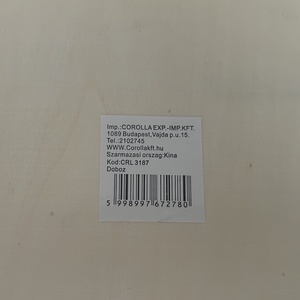 Imp.:COROLLA EXP.-IMP.KFT.
1089 Budapest,Vajda p.u.15.
Tel.:2102745
WWW.Corollakft.hu
Szarmazasi orszag:Kina
Kod:CRL 3187
Doboz
5 998997 672780